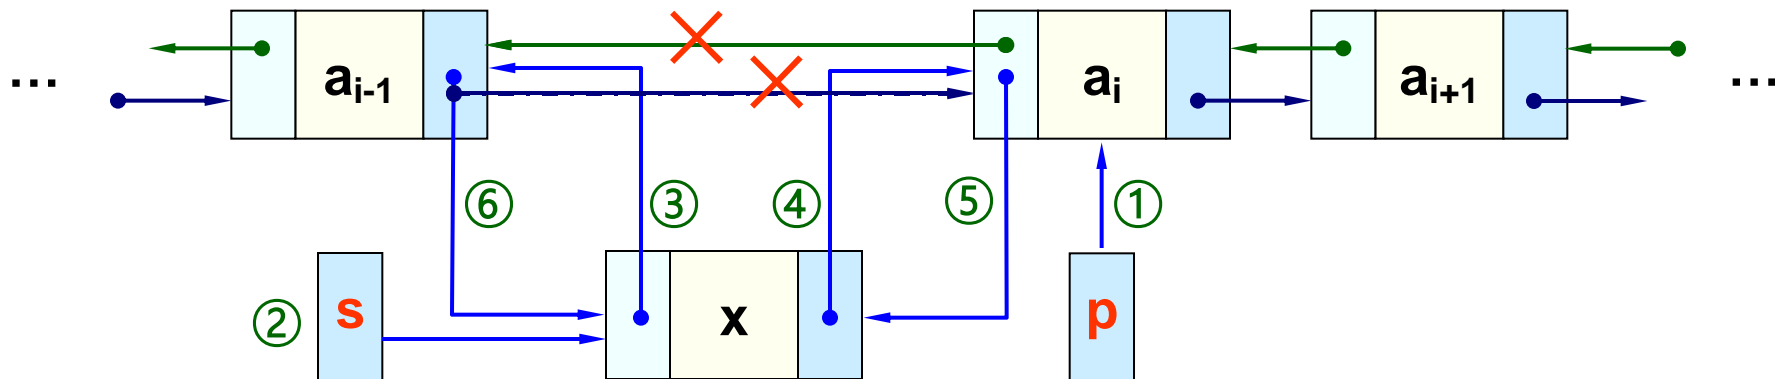 ... a_{i-1} a_i a_{i+1} ...
⑥ ③ ④ ⑤ ①
② s x p